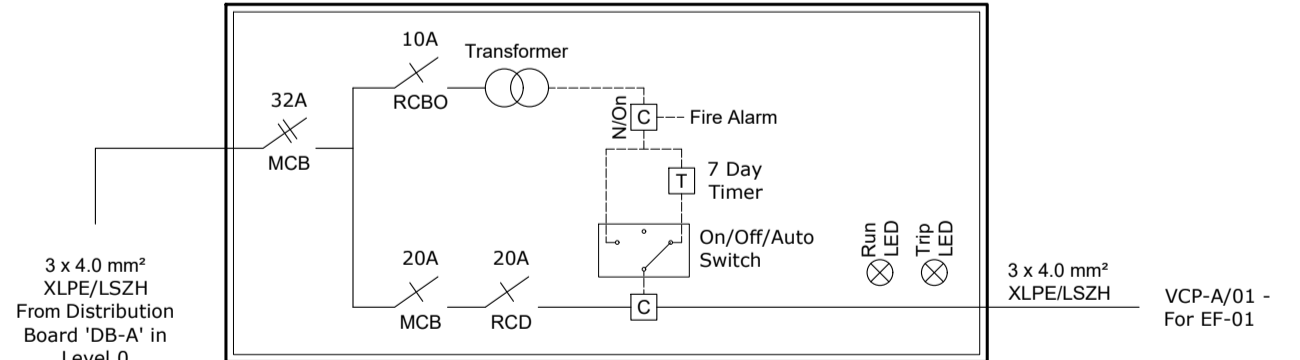 10A
Transformer
RCBO
32A
MCB
N/On
C
Fire Alarm
T
7 Day
Timer
On/Off/Auto
Switch
Run
LED
Trip
LED
20A
MCB
20A
RCD
C
3 x 4.0 mm²
XLPE/LSZH
From Distribution
Board 'DB-A' in
Level 0
3 x 4.0 mm²
XLPE/LSZH
VCP-A/01 -
For EF-01